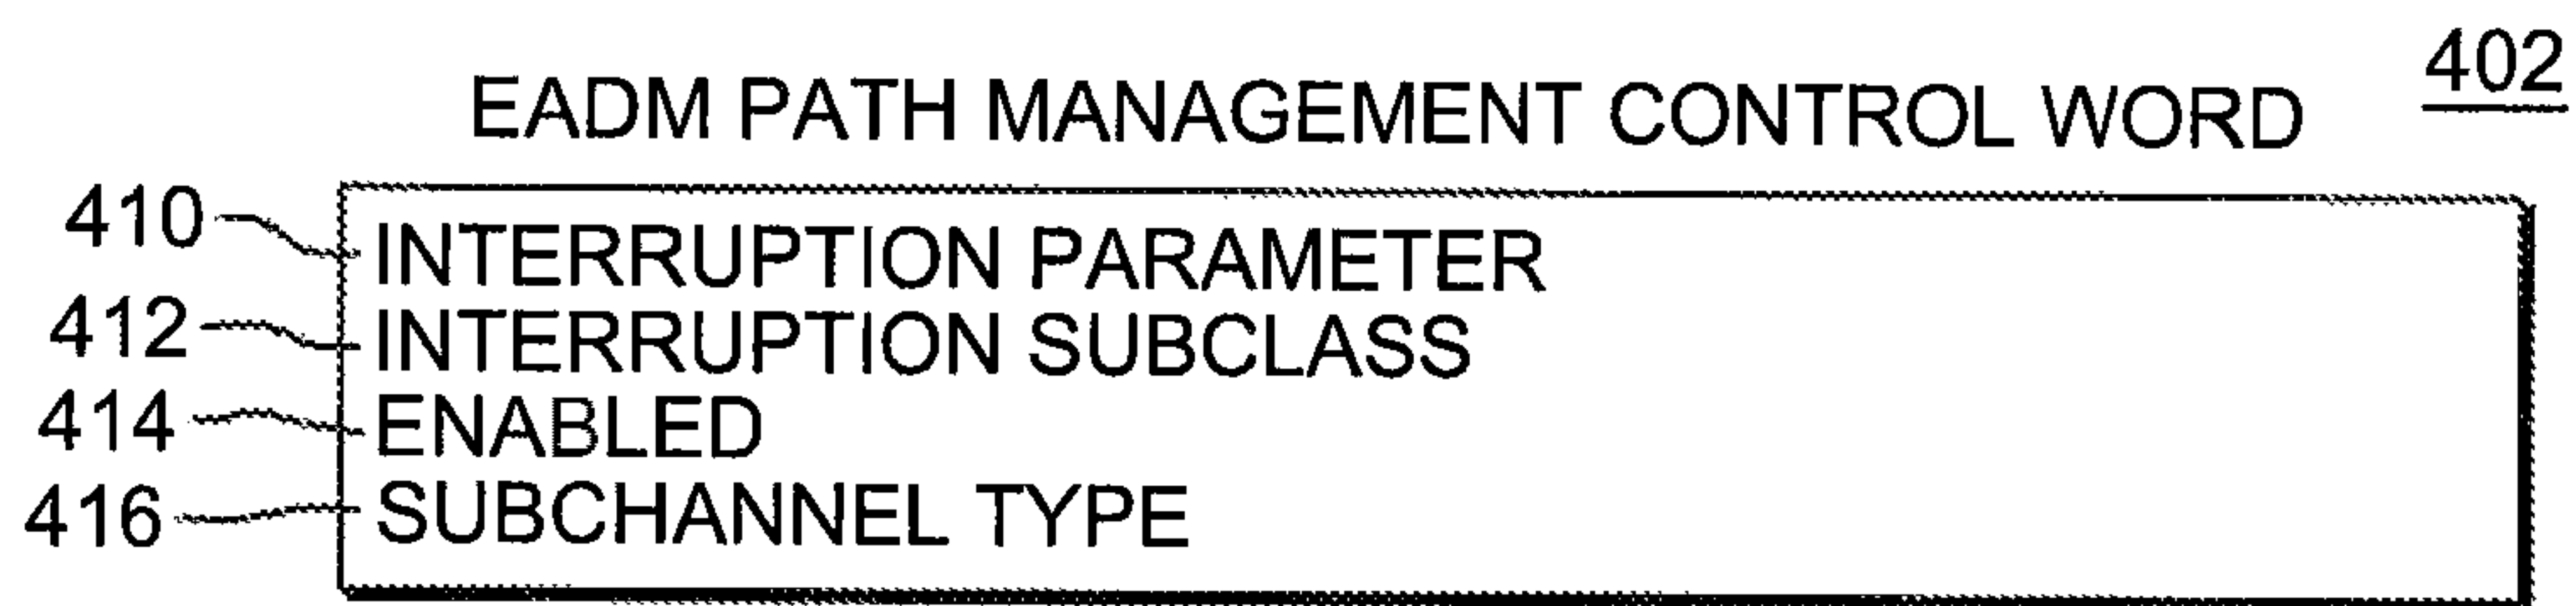 402
EADM PATH MANAGEMENT CONTROL WORD
410 INTERRUPTION PARAMETER
412 INTERRUPTION SUBCLASS
414 ENABLED
416 SUBCHANNEL TYPE